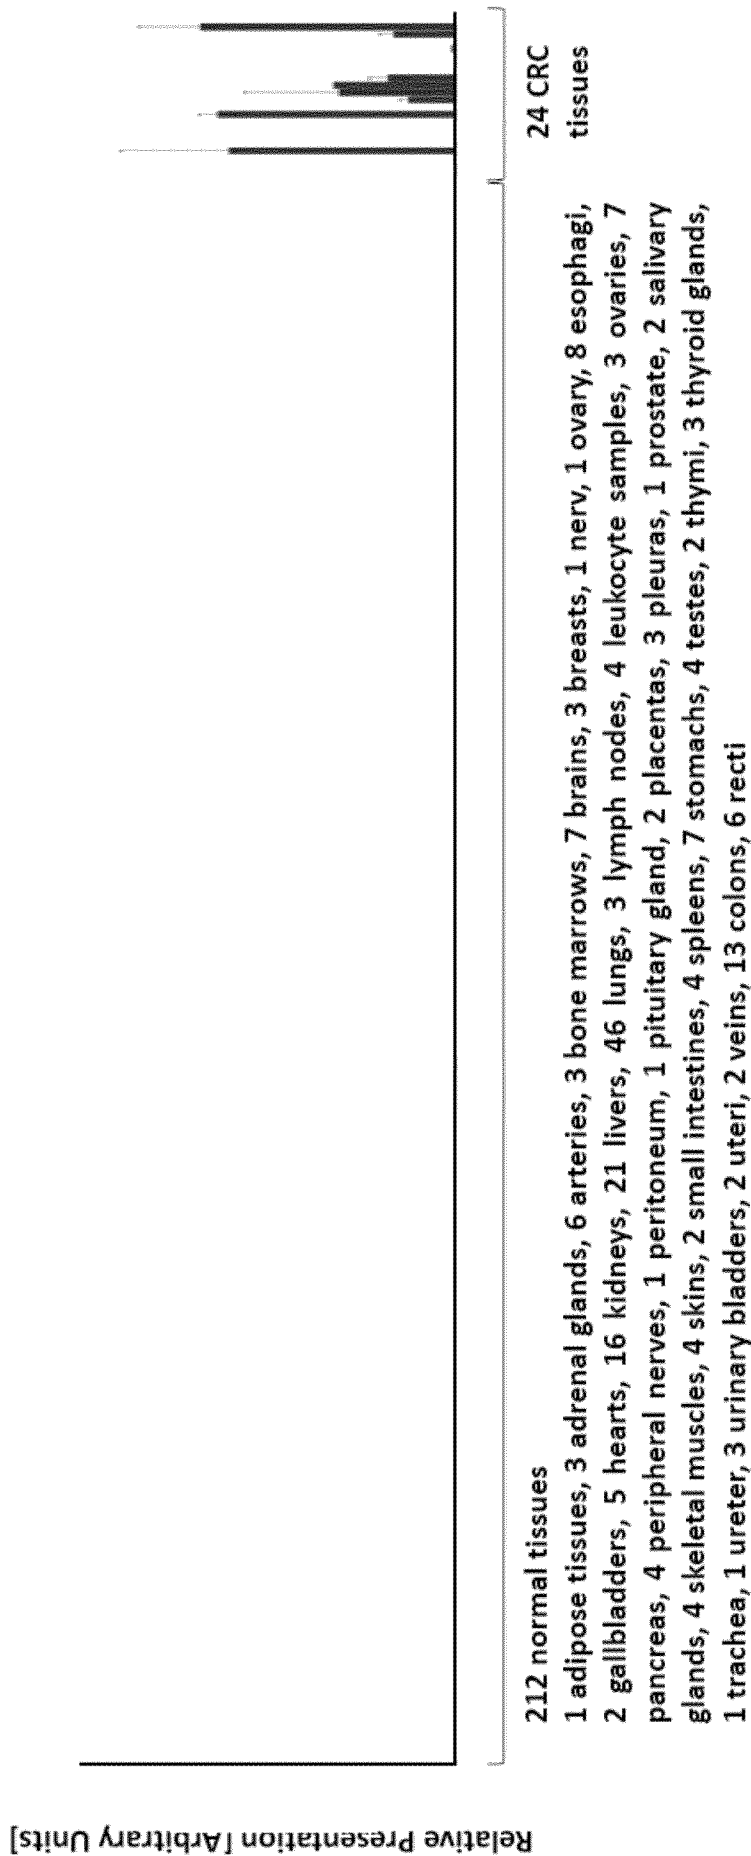 Relative Presentation [Arbitrary Units]
212 normal tissues
1 adipose tissues, 3 adrenal glands, 6 arteries, 3 bone marrows, 7 brains, 3 breasts, 1 nerv, 1 ovary, 8 esophagi,
2 gallbladders, 5 hearts, 16 kidneys, 21 livers, 46 lungs, 3 lymph nodes, 4 leukocyte samples, 3 ovaries, 7
pancreas, 4 peripheral nerves, 1 peritoneum, 1 pituitary gland, 2 placentas, 3 pleuras, 1 prostate, 2 salivary
glands, 4 skeletal muscles, 4 skins, 2 small intestines, 4 spleens, 7 stomachs, 4 testes, 2 thymi, 3 thyroid glands,
1 trachea, 1 ureter, 3 urinary bladders, 2 uteri, 2 veins, 13 colons, 6 recti
24 CRC
tissues